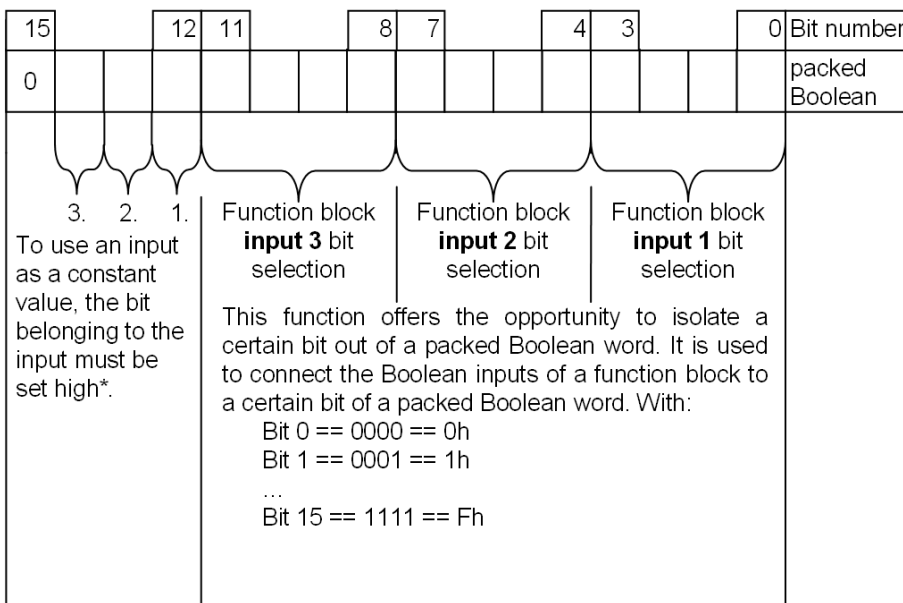 15 12 11 8 7 4 3 0 Bit number
0 packed
Boolean
3. 2. 1.
To use an input
as a constant
value, the bit
belonging to the
input must be
set high*.
Function block
input 3 bit
selection
Function block
input 2 bit
selection
Function block
input 1 bit
selection
This function offers the opportunity to isolate a
certain bit out of a packed Boolean word. It is used
to connect the Boolean inputs of a function block to
a certain bit of a packed Boolean word. With:
Bit 0 == 0000 == 0h
Bit 1 == 0001 == 1h
...
Bit 15 == 1111 == Fh